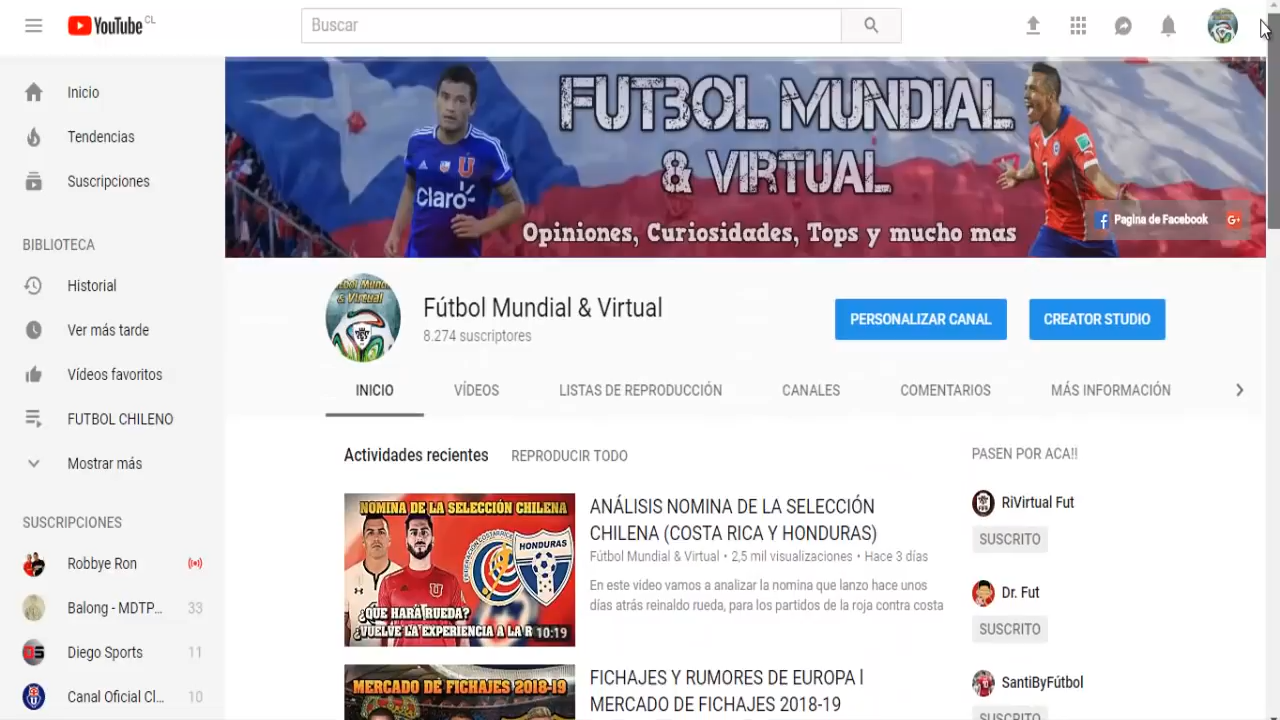 YouTube CL
Buscar
Inicio
Tendencias
Suscripciones
BIBLIOTECA
Historial
Ver más tarde
Vídeos favoritos
FUTBOL CHILENO
Mostrar más
SUSCRIPCIONES
Robbye Ron
Balong - MDTP... 33
Diego Sports 11
Canal Oficial Cl... 10
FUTBOL MUNDIAL
& VIRTUAL
Opiniones, Curiosidades, Tops y mucho mas
Claro
Pagina de Facebook
G+
Fútbol Mundial & Virtual
8.274 suscriptores
PERSONALIZAR CANAL
CREATOR STUDIO
INICIO
VÍDEOS
LISTAS DE REPRODUCCIÓN
CANALES
COMENTARIOS
MÁS INFORMACIÓN
Actividades recientes
REPRODUCIR TODO
NOMINA DE LA SELECCIÓN CHILENA
HONDURAS
¿QUE HARÁ RUEDA?
¿VUELVE LA EXPERIENCIA A LA R
10:19
ANÁLISIS NOMINA DE LA SELECCIÓN
CHILENA (COSTA RICA Y HONDURAS)
Fútbol Mundial & Virtual • 2,5 mil visualizaciones • Hace 3 días
En este video vamos a analizar la nomina que lanzo hace unos
días atrás reinaldo rueda, para los partidos de la roja contra costa
MERCADO DE FICHAJES 2018-19
FICHAJES Y RUMORES DE EUROPA |
MERCADO DE FICHAJES 2018-19
PASEN POR ACA!!
RiVirtual Fut
SUSCRITO
Dr. Fut
SUSCRITO
SantiByFútbol
SUSCRITO